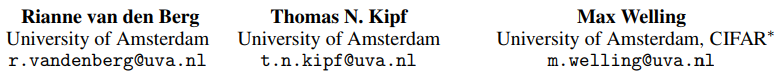 Rianne van den Berg Thomas N. Kipf Max Welling
University of Amsterdam University of Amsterdam University of Amsterdam, CIFAR*
r.vandenberg@uva.nl t.n.kipf@uva.nl m.welling@uva.nl